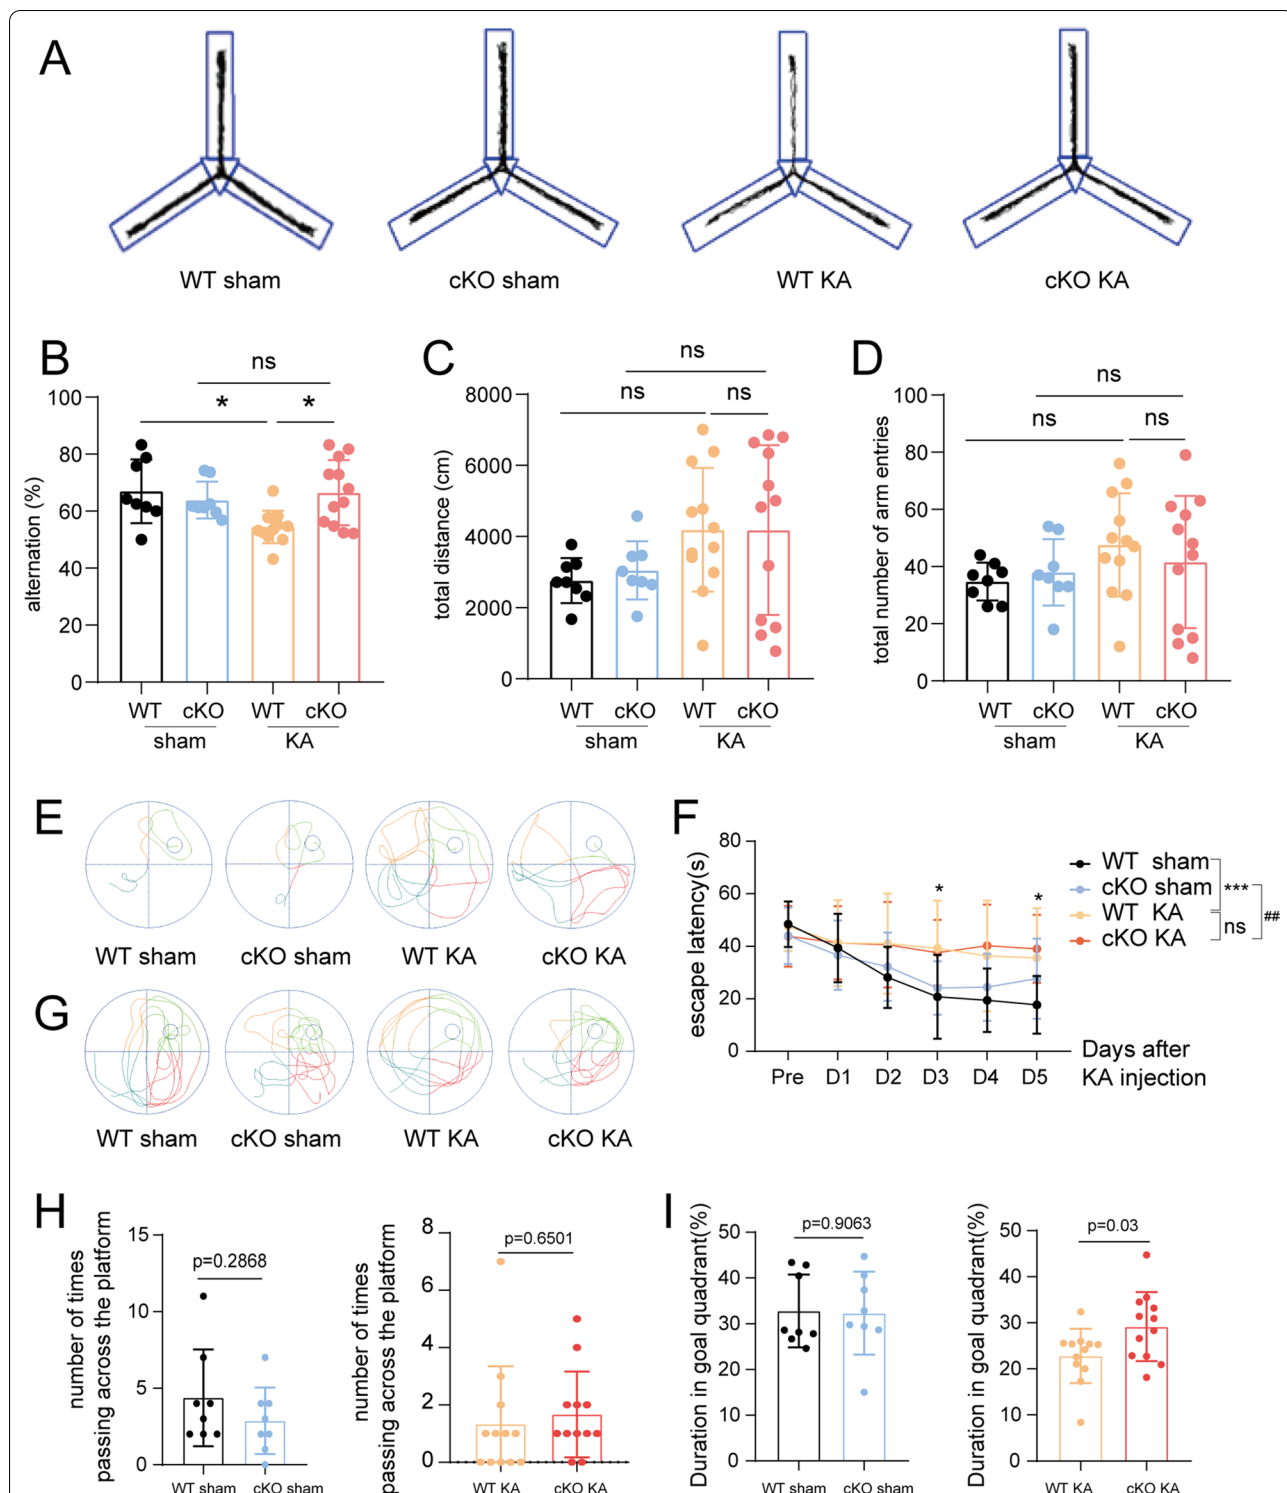 A
WT sham
cKO sham
WT KA
cKO KA
B
ns
*
*
alternation (%)
100
80
60
40
20
0
WT cKO WT cKO
sham KA
C
ns
ns
ns
total distance (cm)
8000
6000
4000
2000
0
WT cKO WT cKO
sham KA
D
ns
ns
ns
total number of arm entries
100
80
60
40
20
0
WT cKO WT cKO
sham KA
E
WT sham
cKO sham
WT KA
cKO KA
F
escape latency(s)
80
60
40
20
0
*
*
WT sham
cKO sham
WT KA
cKO KA
***
ns
##
Pre D1 D2 D3 D4 D5
Days after
KA injection
G
WT sham
cKO sham
WT KA
cKO KA
H
number of times
passing across the platform
15
10
5
0
p=0.2868
WT sham cKO sham
number of times
passing across the platform
8
6
4
2
0
p=0.6501
WT KA cKO KA
I
Duration in goal quadrant(%)
50
40
30
20
10
0
p=0.9063
WT sham cKO sham
Duration in goal quadrant(%)
50
40
30
20
10
0
p=0.03
WT KA cKO KA